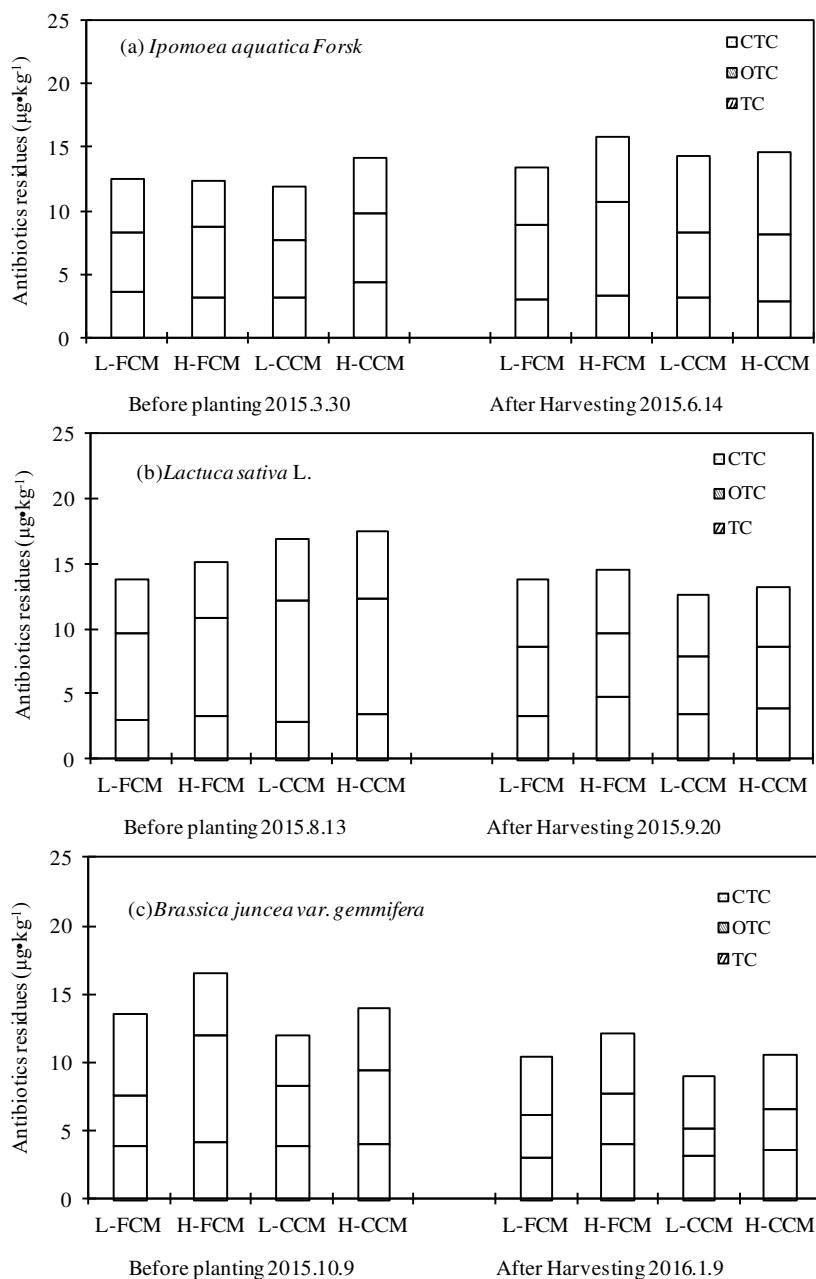 25
20
15
10
5
0
Antibiotics residues (μg•kg⁻¹)
(a) Ipomoea aquatica Forsk
CTC
OTC
TC
L-FCM H-FCM L-CCM H-CCM L-FCM H-FCM L-CCM H-CCM
Before planting 2015.3.30 After Harvesting 2015.6.14
25
20
15
10
5
0
Antibiotics residues (μg•kg⁻¹)
(b)Lactuca sativa L.
CTC
OTC
TC
L-FCM H-FCM L-CCM H-CCM L-FCM H-FCM L-CCM H-CCM
Before planting 2015.8.13 After Harvesting 2015.9.20
25
20
15
10
5
0
Antibiotics residues (μg•kg⁻¹)
(c)Brassica juncea var. gemmifera
CTC
OTC
TC
L-FCM H-FCM L-CCM H-CCM L-FCM H-FCM L-CCM H-CCM
Before planting 2015.10.9 After Harvesting 2016.1.9